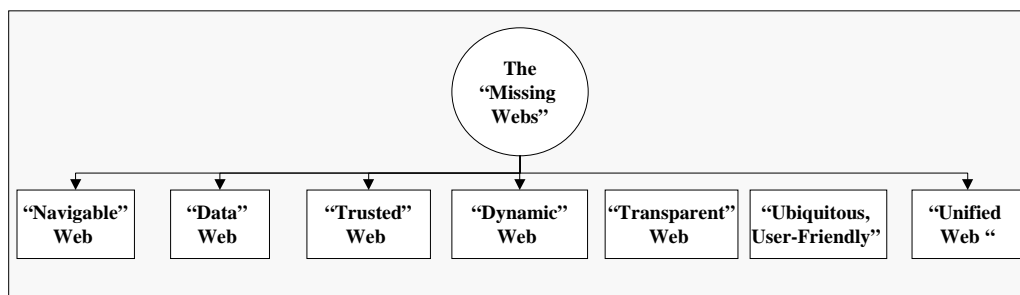 The
“Missing
Webs”
“Navigable”
Web
“Data”
Web
“Trusted”
Web
“Dynamic”
Web
“Transparent”
Web
“Ubiquitous,
User-Friendly”
“Unified
Web “